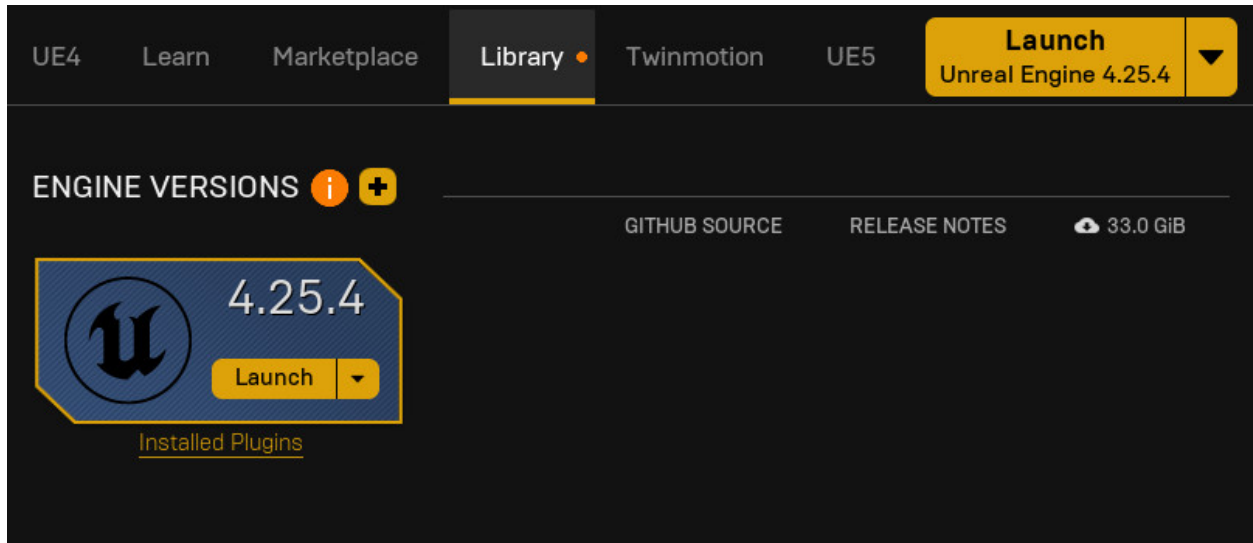 UE4 Learn Marketplace Library Twinmotion UE5 Launch
Unreal Engine 4.25.4
ENGINE VERSIONS
GITHUB SOURCE RELEASE NOTES 33.0 GiB
4.25.4
Launch
Installed Plugins